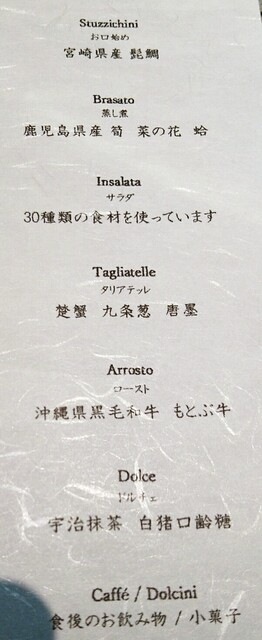 Stuzzichini
お口始め
宮崎県産 髭鯛
Brasato
蒸し煮
鹿児島県産 筍 菜の花 蛤
Insalata
サラダ
30種類の食材を使っています
Tagliatelle
タリアテッレ
楚蟹 九条葱 唐墨
Arrosto
ロースト
沖縄県黒毛和牛 もとぶ牛
Dolce
ドルチェ
宇治抹茶 白猪口齢糖
Caffé / Dolcini
食後のお飲み物 / 小菓子